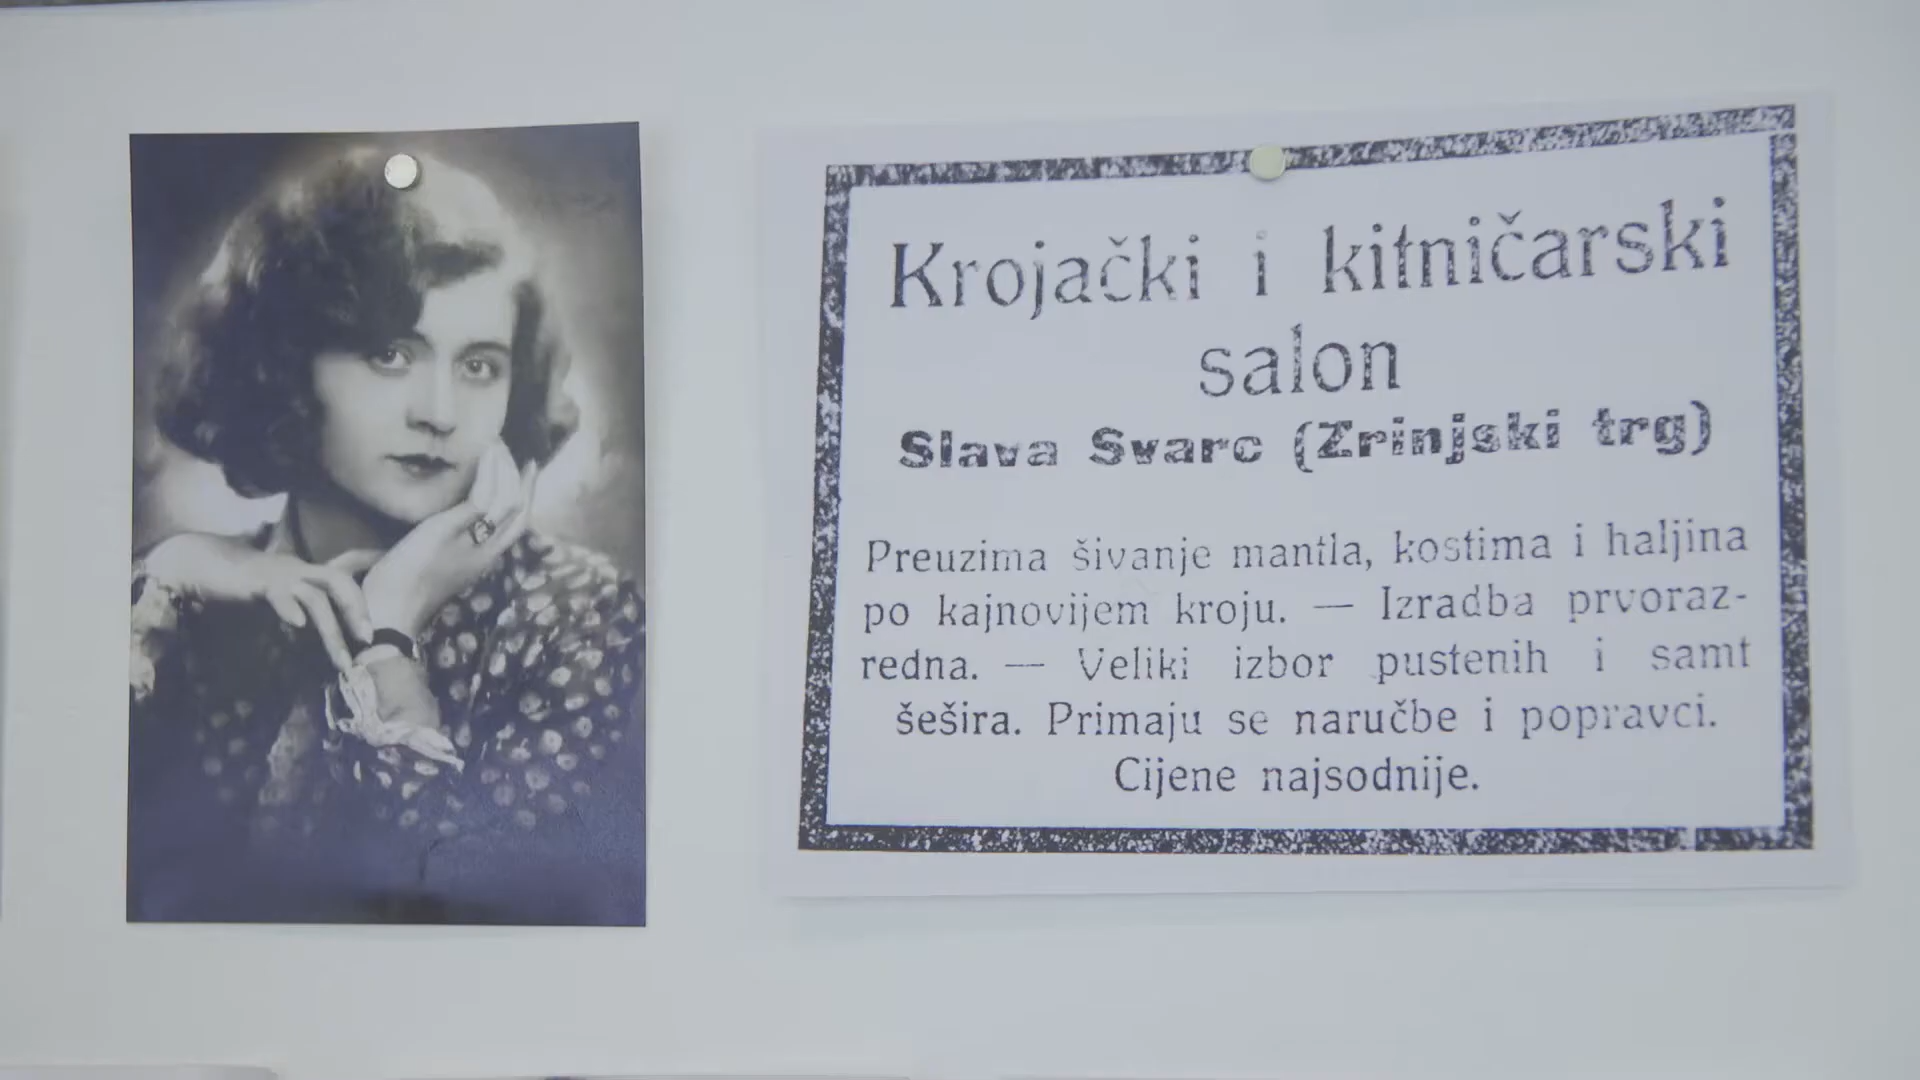 Krojački i kitničarski
salon
Slava Svarc (Zrinjski trg)
Preuzima šivanje mantla, kostima i haljina
po kajnovijem kroju. — Izradba prvoraz-
redna. — Veliki izbor pustenih i samt
šešira. Primaju se naručbe i popravci.
Cijene najsodnije.